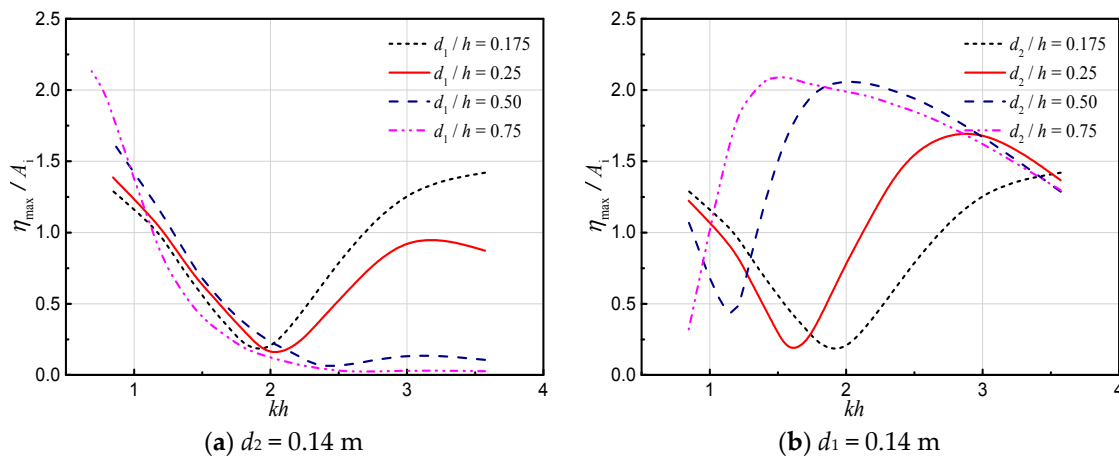 2.5
2.0
1.5
1.0
0.5
0.0
η_max / A_i
1
2
3
4
kh
d_1 / h = 0.175
d_1 / h = 0.25
d_1 / h = 0.50
d_1 / h = 0.75
(a) d_2 = 0.14 m
2.5
2.0
1.5
1.0
0.5
0.0
η_max / A_i
1
2
3
4
kh
d_2 / h = 0.175
d_2 / h = 0.25
d_2 / h = 0.50
d_2 / h = 0.75
(b) d_1 = 0.14 m